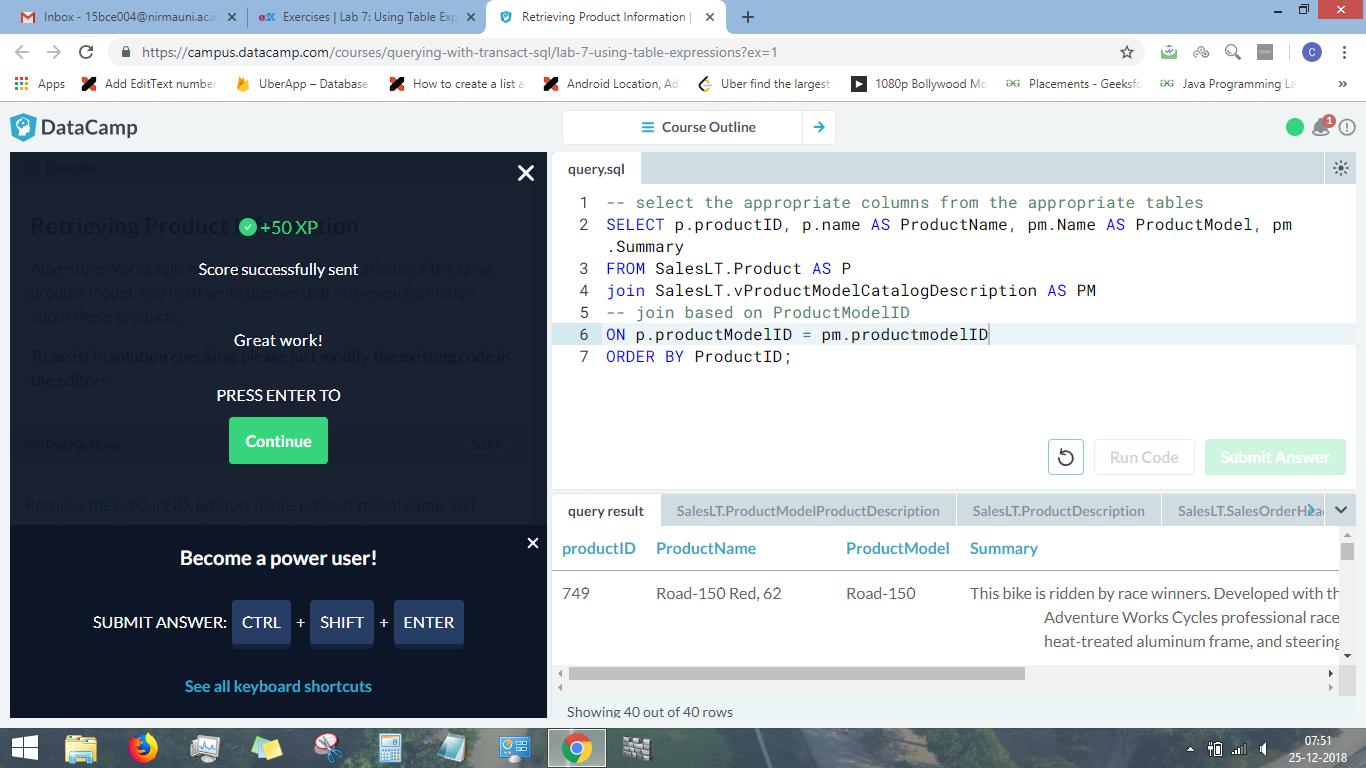 Inbox - 15bce004@nirmauni.ac.in
edX Exercises | Lab 7: Using Table Exp
Retrieving Product Information |
https://campus.datacamp.com/courses/querying-with-transact-sql/lab-7-using-table-expressions?ex=1
C
Apps
Add EditText number
UberApp – Database
How to create a list a
Android Location, Ad
Uber find the largest
1080p Bollywood Mo
Placements - Geeksfo
Java Programming La
»
DataCamp
Course Outline
1
Exercise
Retrieving Product Information
+50 XP
AdventureWorks sells many products that are variants of the same
Score successfully sent
product model. You must write queries that retrieve information
about these products.
Great work!
To assist in solution checking, please just modify the existing code in
the editor!
PRESS ENTER TO
Continue
Instructions
50 XP
Retrieve the product ID, product name, product model name, and
Become a power user!
SUBMIT ANSWER: CTRL + SHIFT + ENTER
See all keyboard shortcuts
query.sql
1 -- select the appropriate columns from the appropriate tables
2 SELECT p.productID, p.name AS ProductName, pm.Name AS ProductModel, pm
.Summary
3 FROM SalesLT.Product AS P
4 join SalesLT.vProductModelCatalogDescription AS PM
5 -- join based on ProductModelID
6 ON p.productModelID = pm.productmodelID
7 ORDER BY ProductID;
Run Code
Submit Answer
query result
SalesLT.ProductModelProductDescription
SalesLT.ProductDescription
SalesLT.SalesOrderHea
productID ProductName ProductModel Summary
749 Road-150 Red, 62 Road-150 This bike is ridden by race winners. Developed with th
Adventure Works Cycles professional race
heat-treated aluminum frame, and steering
Showing 40 out of 40 rows
07:51
25-12-2018